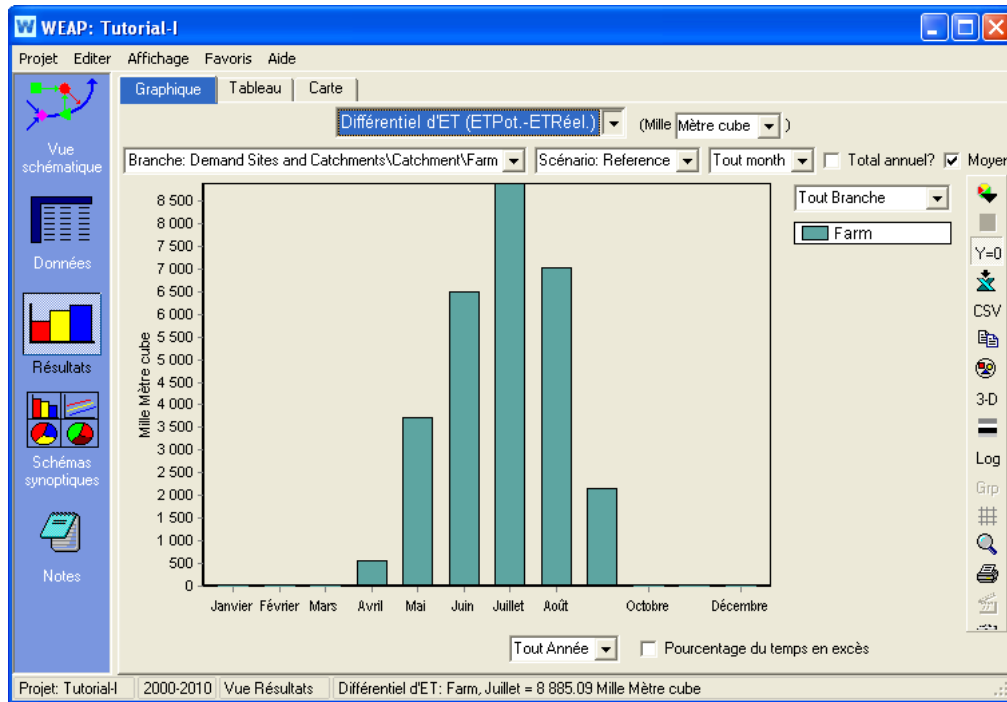 WEAP: Tutorial-I
Projet Editer Affichage Favoris Aide
Graphique Tableau Carte
Différentiel d'ET (ETPot.-ETRéel.) (Mille Mètre cube )
Branche: Demand Sites and Catchments\Catchment\Farm Scénario: Reference Tout month Total annuel? Moyer
Vue schématique
Données
Résultats
Schémas synoptiques
Notes
Mille Mètre cube
8 500
8 000
7 500
7 000
6 500
6 000
5 500
5 000
4 500
4 000
3 500
3 000
2 500
2 000
1 500
1 000
500
0
Janvier Février Mars Avril Mai Juin Juillet Août Octobre Décembre
Tout Branche
Farm
Y=0
CSV
3-D
Log
Grp
Tout Année Pourcentage du temps en excès
Projet: Tutorial-I 2000-2010 Vue Résultats Différentiel d'ET: Farm, Juillet = 8 885.09 Mille Mètre cube